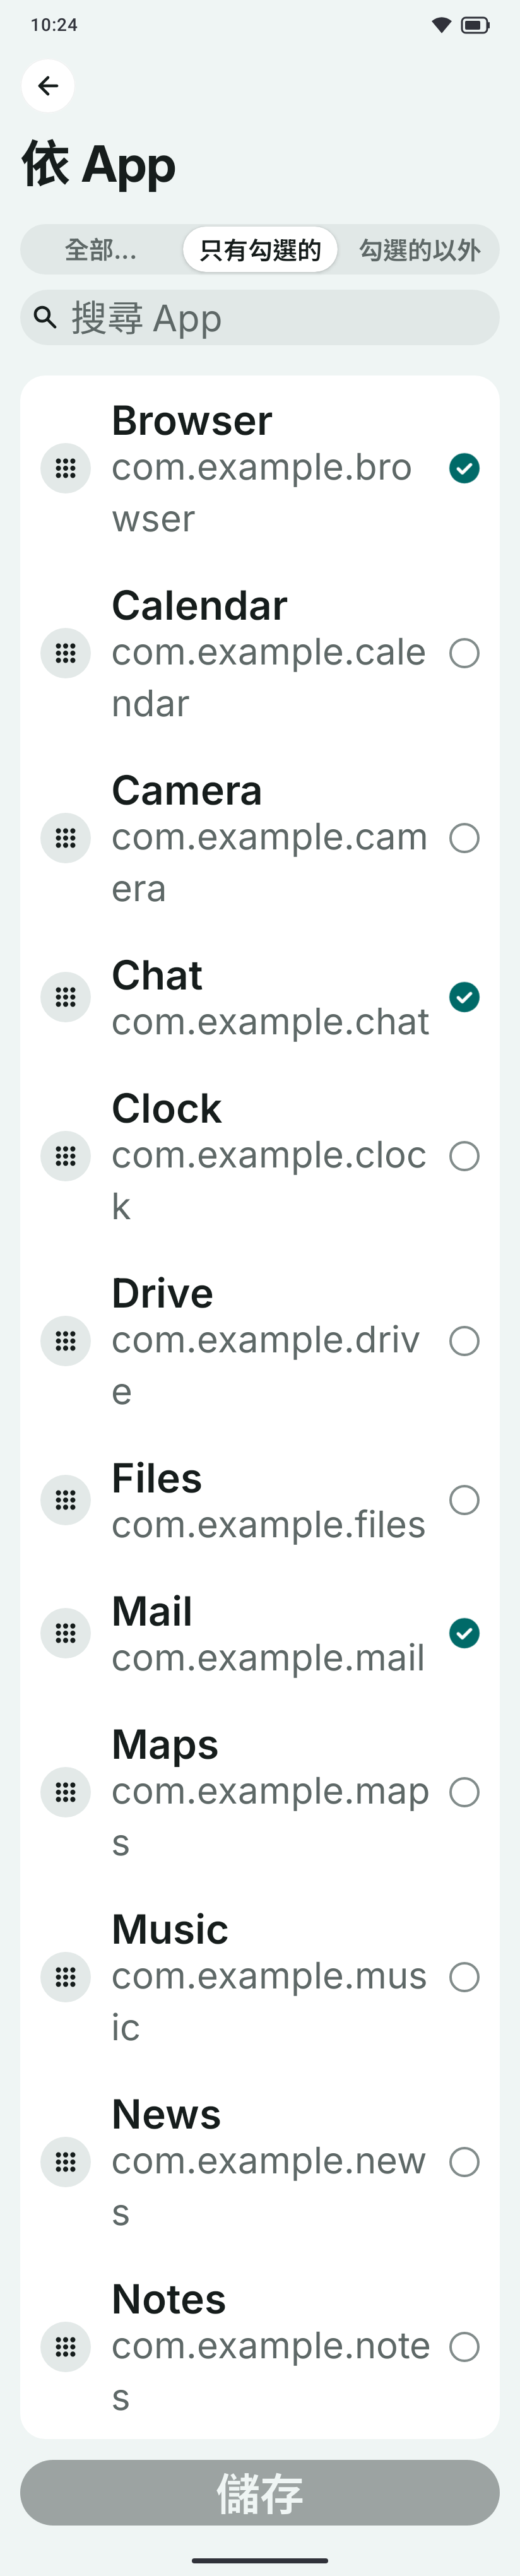 10:24
依 App
全部...
只有勾選的
勾選的以外
搜尋 App
Browser
com.example.bro
wser
Calendar
com.example.cale
ndar
Camera
com.example.cam
era
Chat
com.example.chat
Clock
com.example.cloc
k
Drive
com.example.driv
e
Files
com.example.files
Mail
com.example.mail
Maps
com.example.map
s
Music
com.example.mus
ic
News
com.example.new
s
Notes
com.example.note
s
儲存